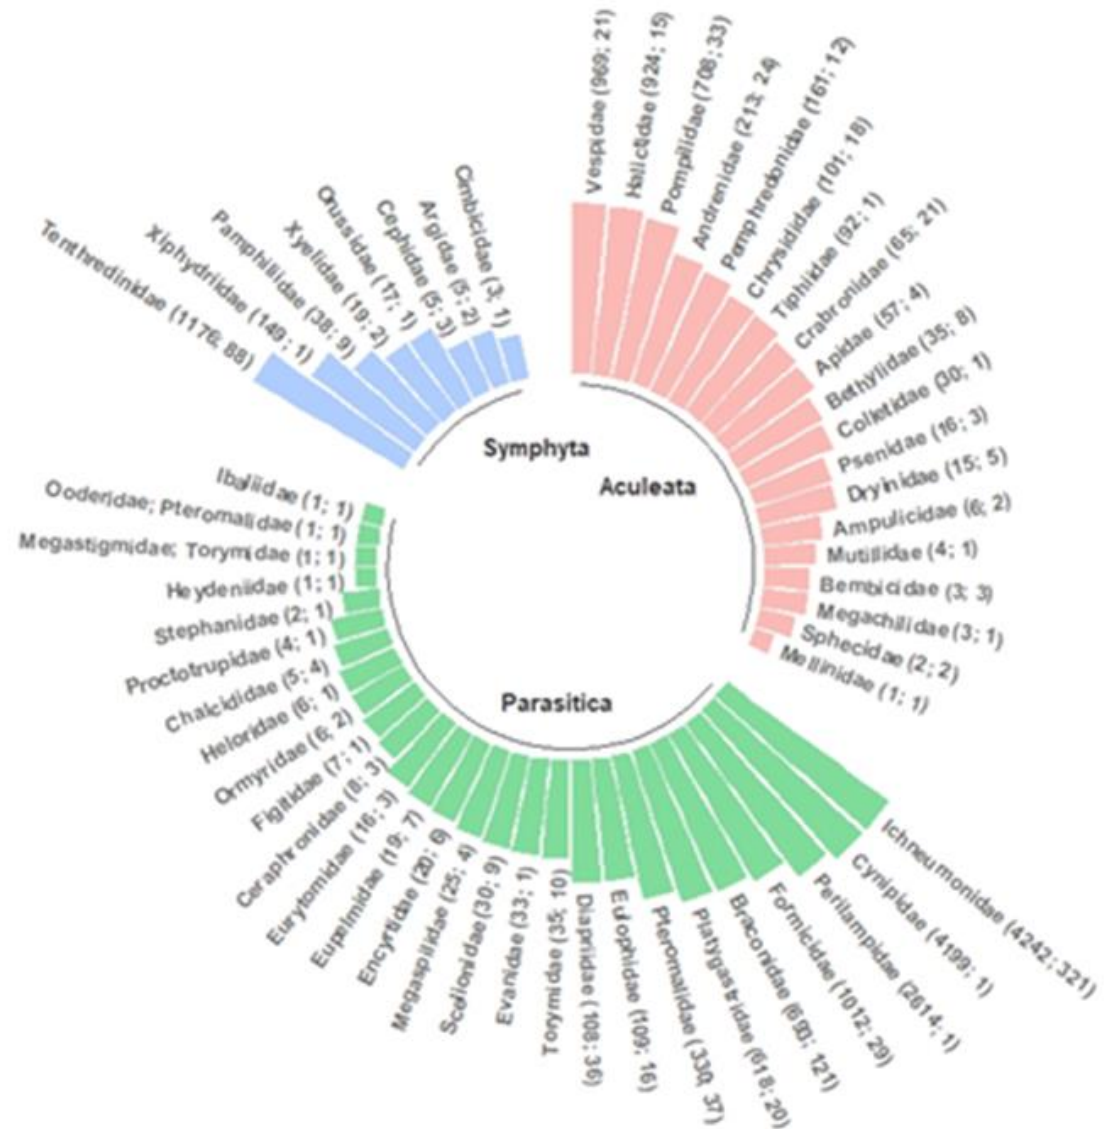 Cimbicidae (3; 1)
Argidae (5; 2)
Cephidae (5; 3)
Orussidae (17; 1)
Xyelidae (19; 2)
Pamphiliidae (38; 9)
Xiphydriidae (149; 1)
Tenthredinidae (1176; 88)
Vespidae (969; 21)
Halictidae (924; 15)
Pompilidae (708; 33)
Andrenidae (213; 24)
Pemphredonidae (161; 12)
Chrysididae (101; 18)
Tiphiidae (92; 1)
Crabronidae (65; 21)
Apidae (57; 4)
Bethylidae (35; 8)
Colletidae (30; 1)
Psenidae (16; 3)
Dryinidae (15; 5)
Ampulicidae (6; 2)
Mutillidae (4; 1)
Bembicidae (3; 3)
Megachilidae (3; 1)
Sphecidae (2; 2)
Mellinidae (1; 1)
Symphyta
Aculeata
Parasitica
Ibaliidae (1; 1)
Ooderidae; Pteromalidae (1; 1)
Megastigmidae; Torymidae (1; 1)
Heydeniidae (1; 1)
Stephanidae (2; 1)
Proctotrupidae (4; 1)
Chalcididae (5; 4)
Heloridae (6; 1)
Ormyridae (6; 2)
Figitidae (7; 1)
Ceraphronidae (8; 3)
Eurytomidae (16; 3)
Eupelmidae (19; 7)
Encyrtidae (20; 6)
Megaspilidae (25; 4)
Scelionidae (30; 9)
Evanidae (33; 1)
Torymidae (35; 10)
Diapriidae (108; 36)
Eulophidae (109; 16)
Pteromalidae (330; 37)
Platygastridae (618; 20)
Braconidae (693; 121)
Formicidae (1012; 29)
Perilampidae (2614; 1)
Cynipidae (4199; 1)
Ichneumonidae (4242; 321)